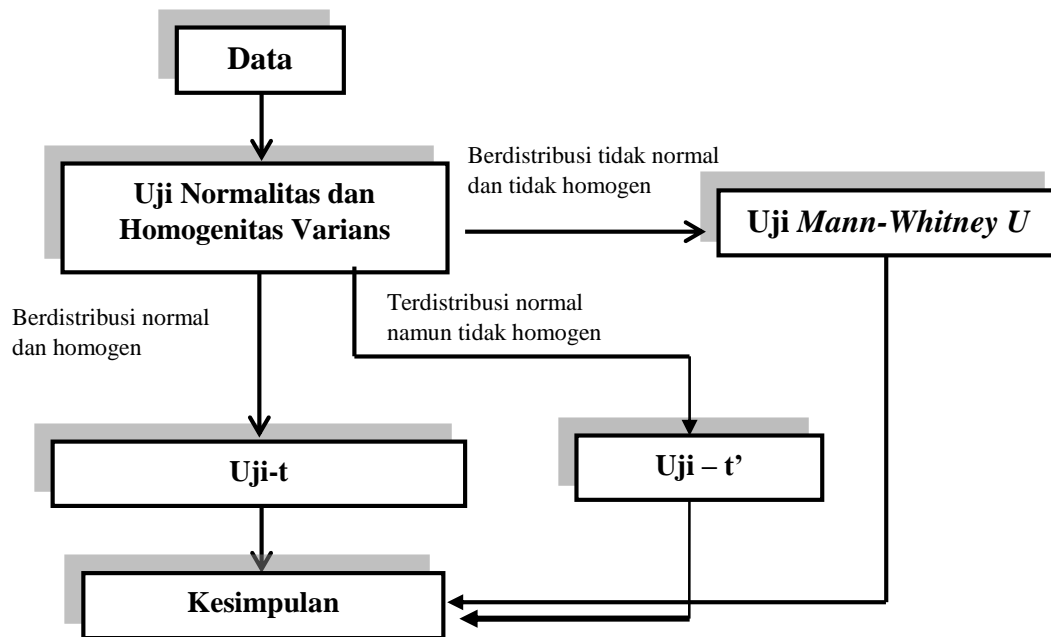 Data
Uji Normalitas dan
Homogenitas Varians
Berdistribusi tidak normal
dan tidak homogen
Uji Mann-Whitney U
Berdistribusi normal
dan homogen
Terdistribusi normal
namun tidak homogen
Uji-t
Uji – t’
Kesimpulan